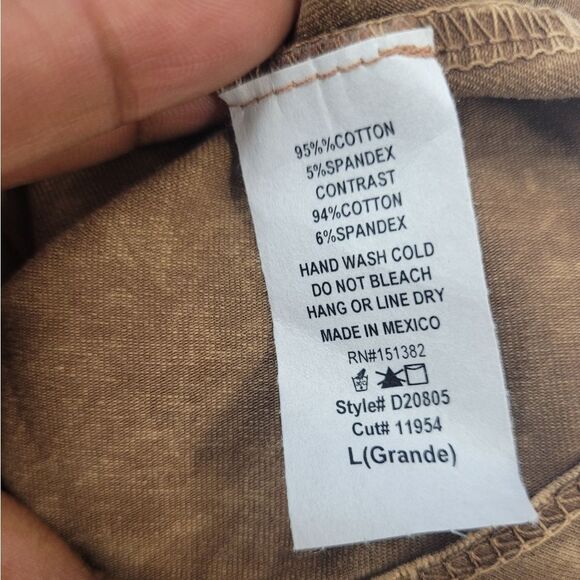 95%%COTTON
5%SPANDEX
CONTRAST
94%COTTON
6%SPANDEX
HAND WASH COLD
DO NOT BLEACH
HANG OR LINE DRY
MADE IN MEXICO
RN#151382
Style# D20805
Cut# 11954
L(Grande)